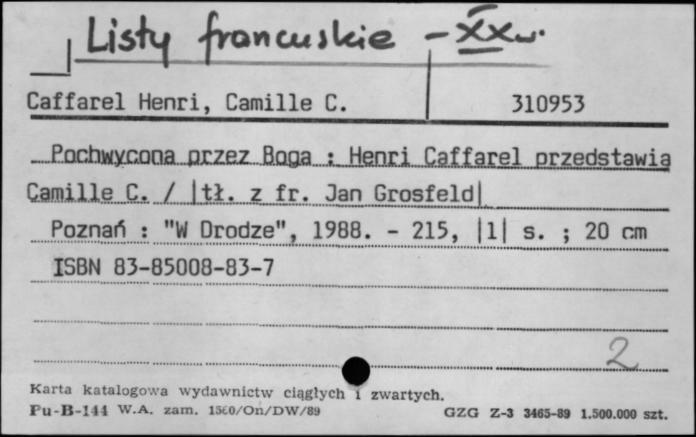 Listy francuskie - XX w.
Caffarel Henri, Camille C. 310953
Pochwycona przez Boga : Henri Caffarel przedstawia
Camille C. / |tł. z fr. Jan Grosfeld|
Poznań : "W Drodze", 1988. - 215, |1| s. ; 20 cm
ISBN 83-85008-83-7
2
Karta katalogowa wydawnictw ciągłych i zwartych.
Pu-B-144 W.A. zam. 1560/On/DW/89 GZG Z-3 3465-89 1.500.000 szt.